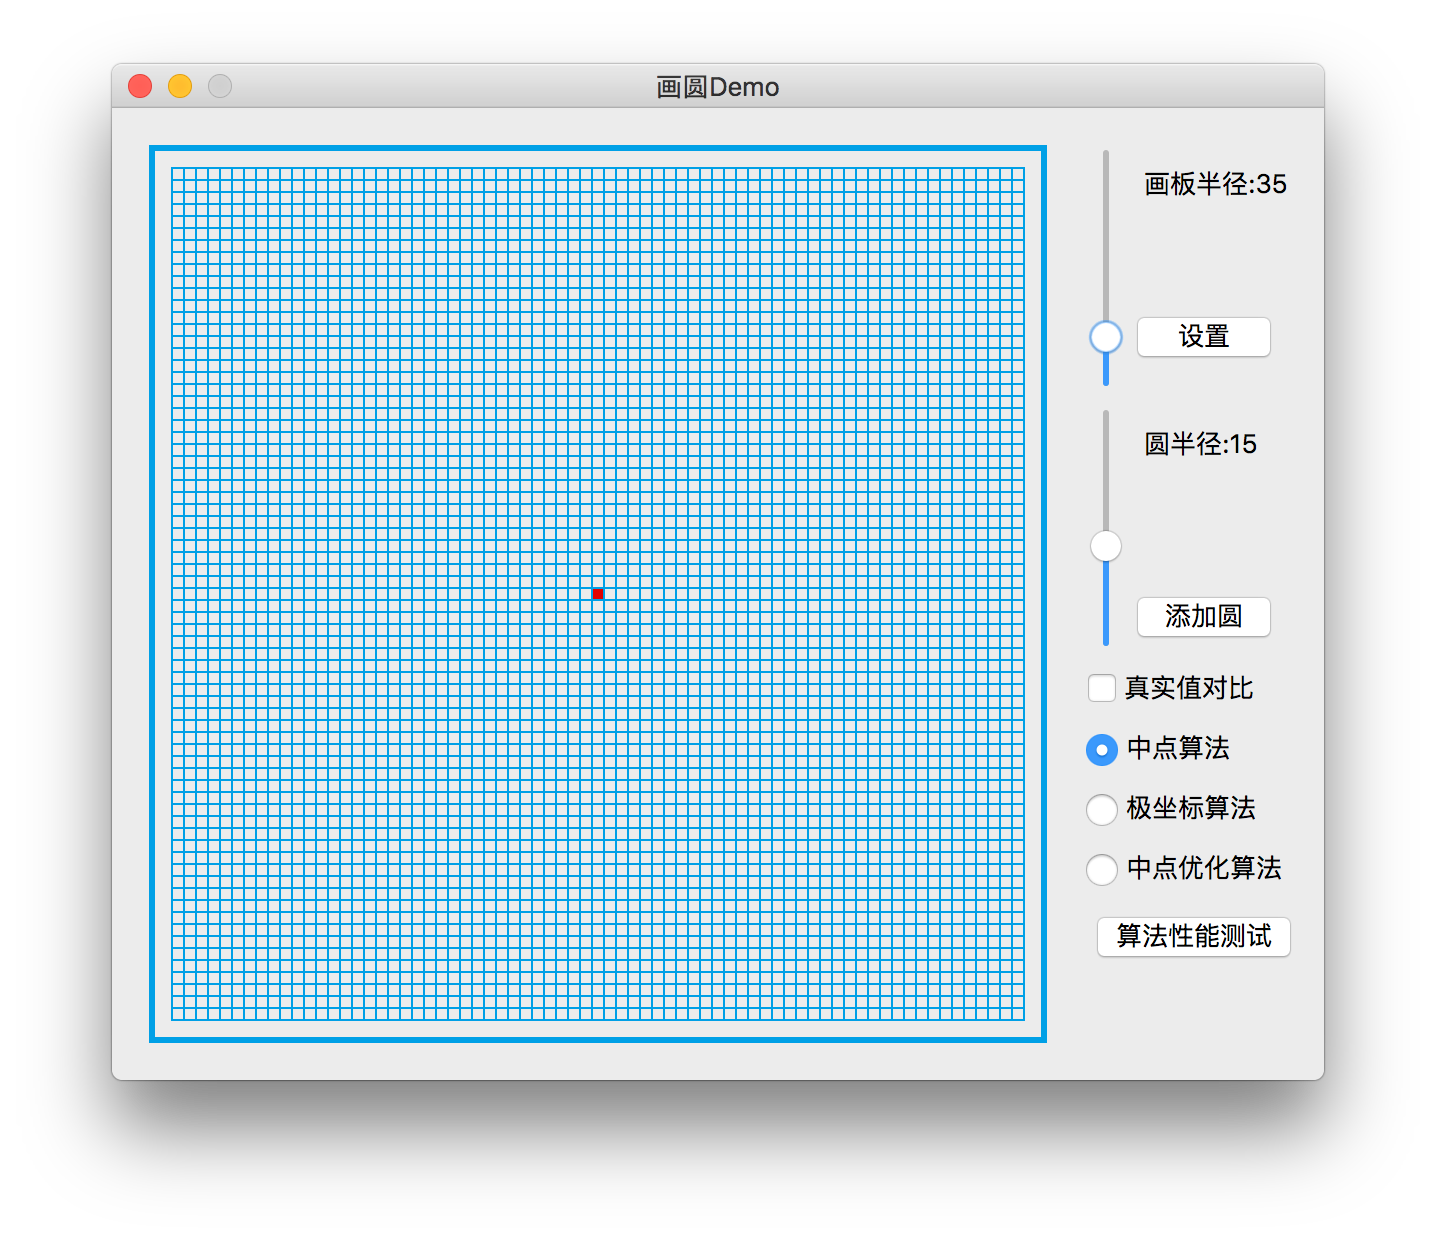 画圆Demo
画板半径:35
设置
圆半径:15
添加圆
真实值对比
中点算法
极坐标算法
中点优化算法
算法性能测试